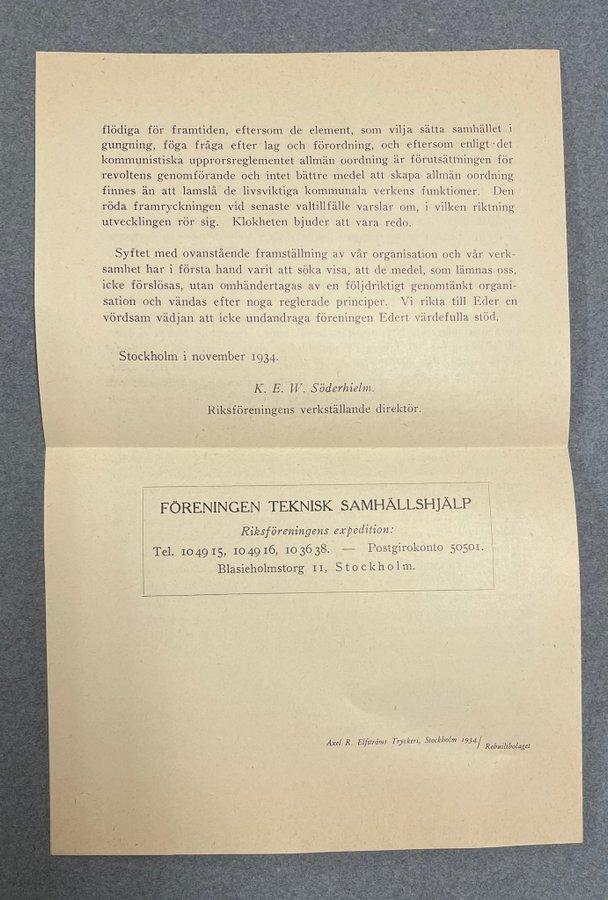 flödiga för framtiden, eftersom de element, som vilja sätta samhället i
gungning, föga fråga efter lag och förordning, och eftersom enligt det
kommunistiska upprorsreglementet allmän oordning är förutsättningen för
revoltens genomförande och intet bättre medel att skapa allmän oordning
finnes än att lamslå de livsviktiga kommunala verkens funktioner. Den
röda framryckningen vid senaste valtillfälle varslar om, i vilken riktning
utvecklingen rör sig. Klokheten bjuder att vara redo.
Syftet med ovanstående framställning av vår organisation och vår verk-
samhet har i första hand varit att söka visa, att de medel, som lämnas oss,
icke förslösas, utan omhändertagas av en följdriktigt genomtänkt organi-
sation och vändas efter noga reglerade principer. Vi rikta till Eder en
vördsam vädjan att icke undandraga föreningen Edert värdefulla stöd.
Stockholm i november 1934.
K. E. W. Söderhielm.
Riksföreningens verkställande direktör.
FÖRENINGEN TEKNISK SAMHÄLLSHJÄLP
Riksföreningens expedition:
Tel. 104915, 104916, 103638. — Postgirokonto 50501.
Blasieholmstorg 11, Stockholm.
Axel R. Elfströms Tryckeri, Stockholm 1934/Rebuiltbolaget